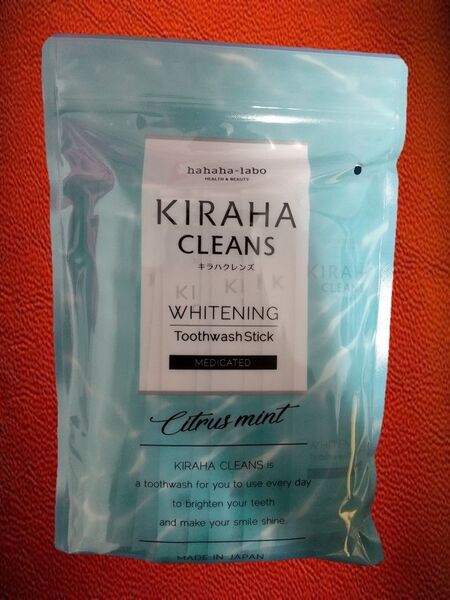 hahaha-labo
HEALTH & BEAUTY
KIRAHA
CLEANS
キラハクレンズ
WHITENING
Toothwash Stick
MEDICATED
Citrus mint
KIRAHA CLEANS is
a toothwash for you to use every day
to brighten your teeth
and make your smile shine.
MADE IN JAPAN
KIRAHA
CLEANS